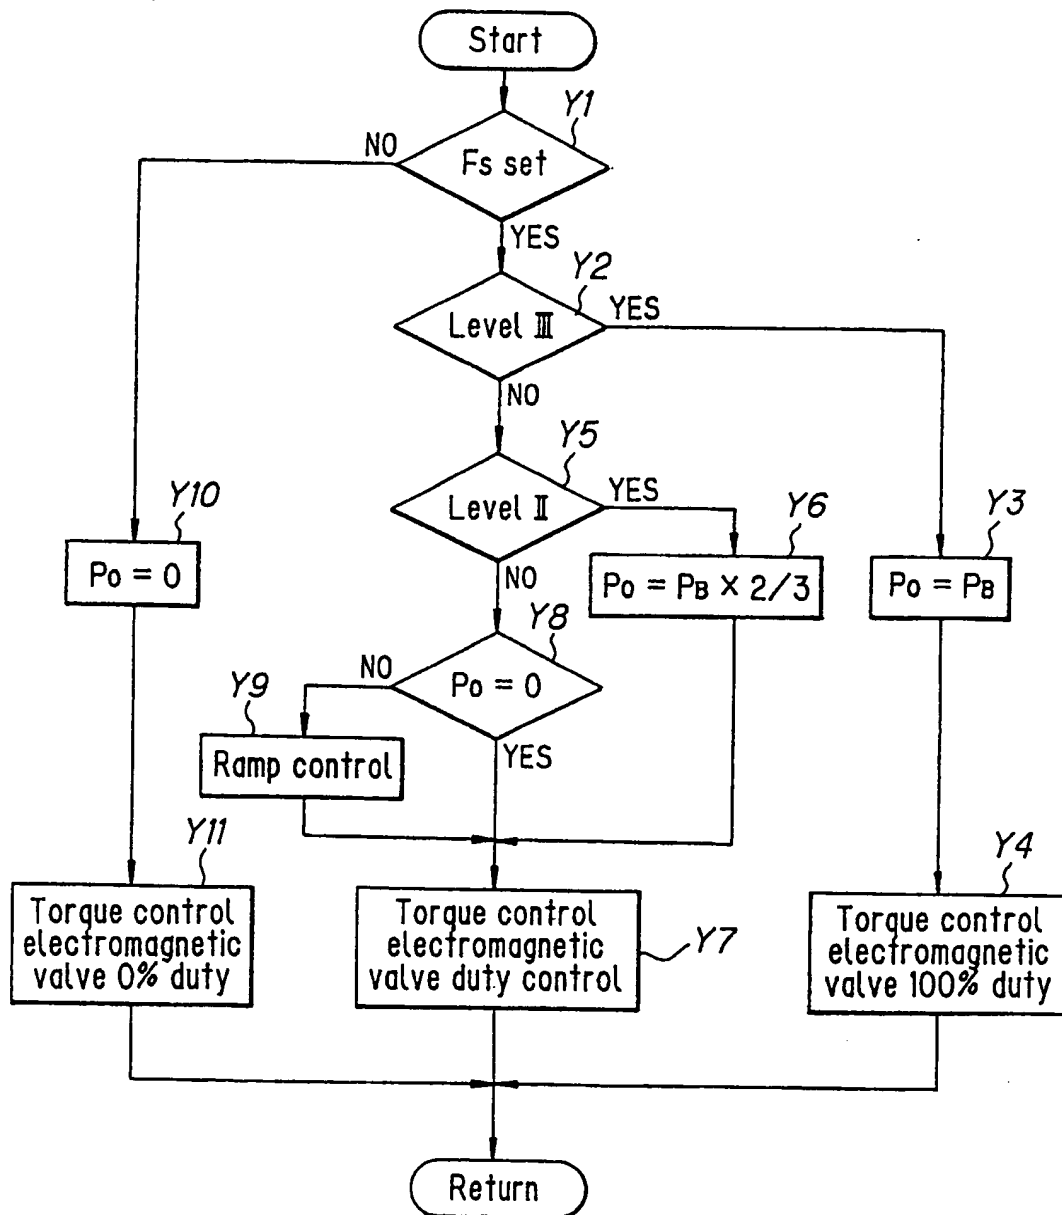 Start
Y1
NO
Fs set
YES
Y2
YES
Level III
NO
Y5
YES
Level II
Y10
Y6
Y3
Po = 0
NO
Po = PB × 2/3
Po = PB
Y8
NO
Po = 0
Y9
YES
Ramp control
Y11
Y4
Torque control
electromagnetic
valve 0% duty
Torque control
electromagnetic
valve duty control
Y7
Torque control
electromagnetic
valve 100% duty
Return